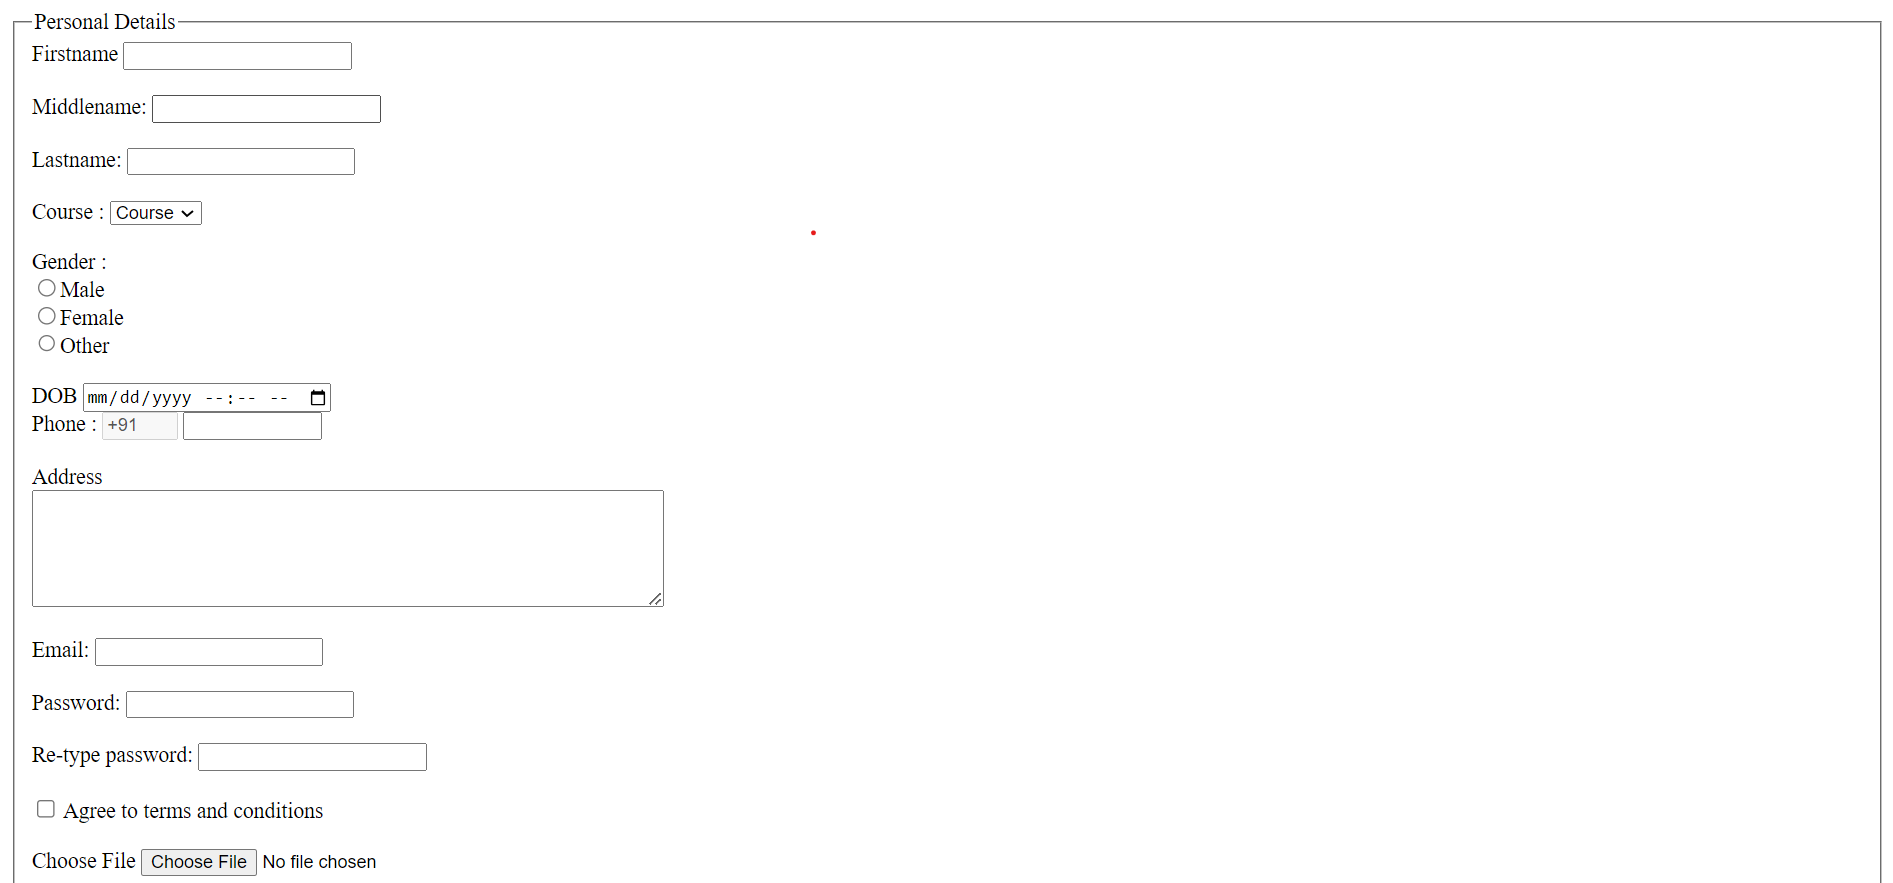 Personal Details
Firstname
Middlename:
Lastname:
Course : Course
Gender :
Male
Female
Other
DOB mm/dd/yyyy --:-- --
Phone : +91
Address
Email:
Password:
Re-type password:
Agree to terms and conditions
Choose File Choose File No file chosen